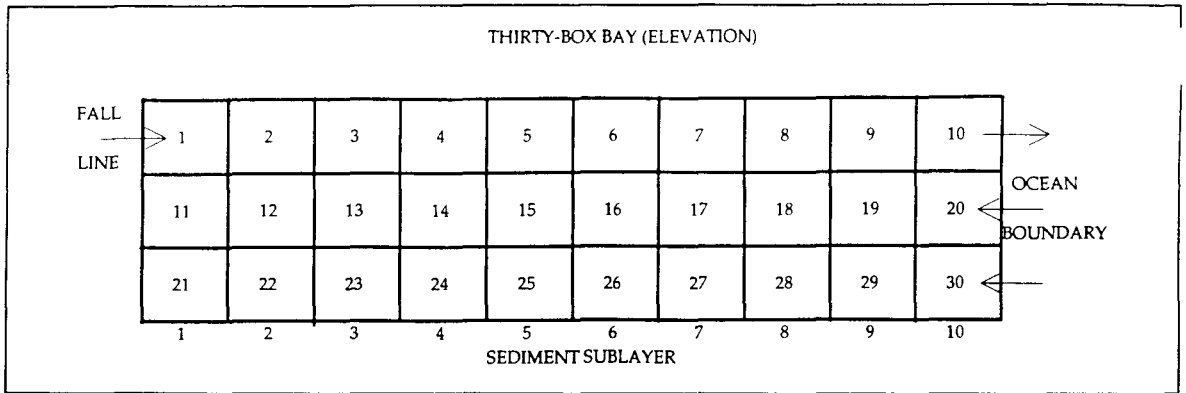 THIRTY-BOX BAY (ELEVATION)
FALL
LINE
1 2 3 4 5 6 7 8 9 10
OCEAN
11 12 13 14 15 16 17 18 19 20
BOUNDARY
21 22 23 24 25 26 27 28 29 30
1 2 3 4 5 6 7 8 9 10
SEDIMENT SUBLAYER